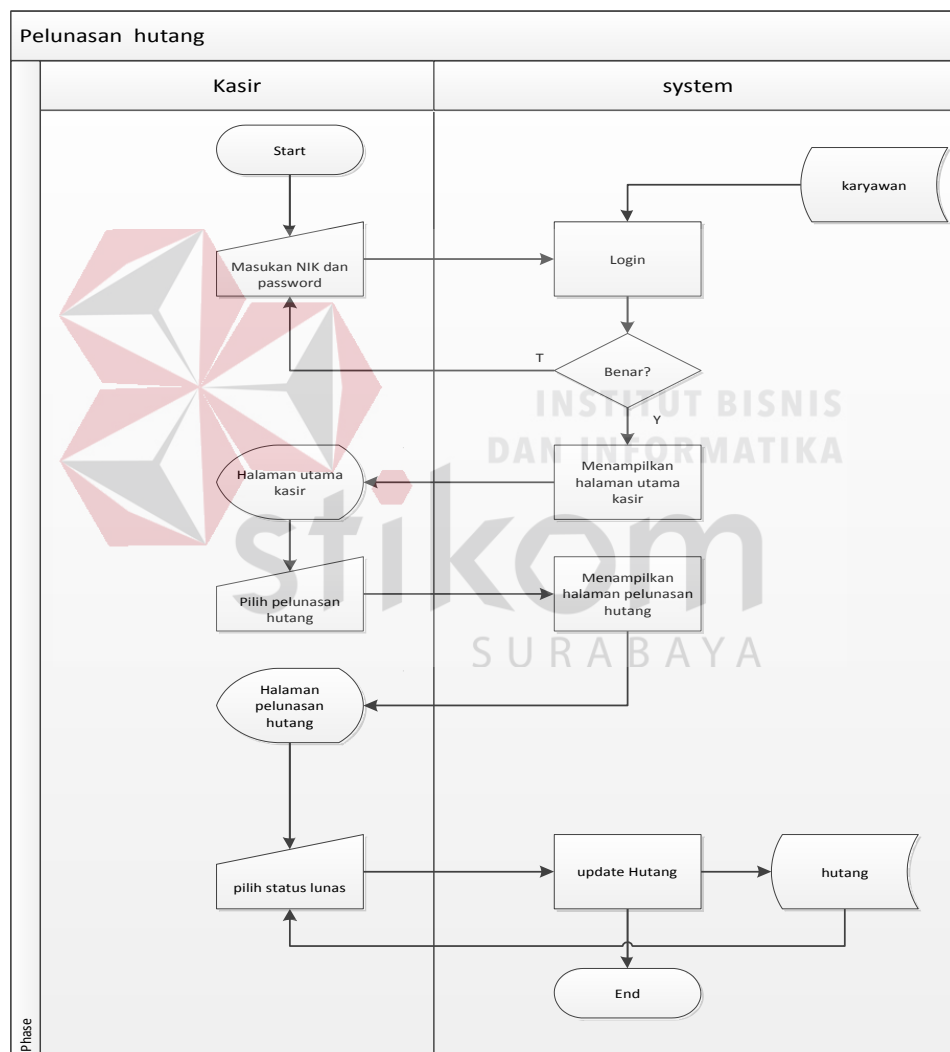 Pelunasan hutang
Kasir
system
Start
karyawan
Masukan NIK dan
password
Login
Benar?
T
Y
INSTITUT BISNIS
DAN INFORMATIKA
Halaman utama
kasir
Menampilkan
halaman utama
kasir
stikom
SURABAYA
Pilih pelunasan
hutang
Menampilkan
halaman pelunasan
hutang
Halaman
pelunasan
hutang
pilih status lunas
update Hutang
hutang
End
Phase